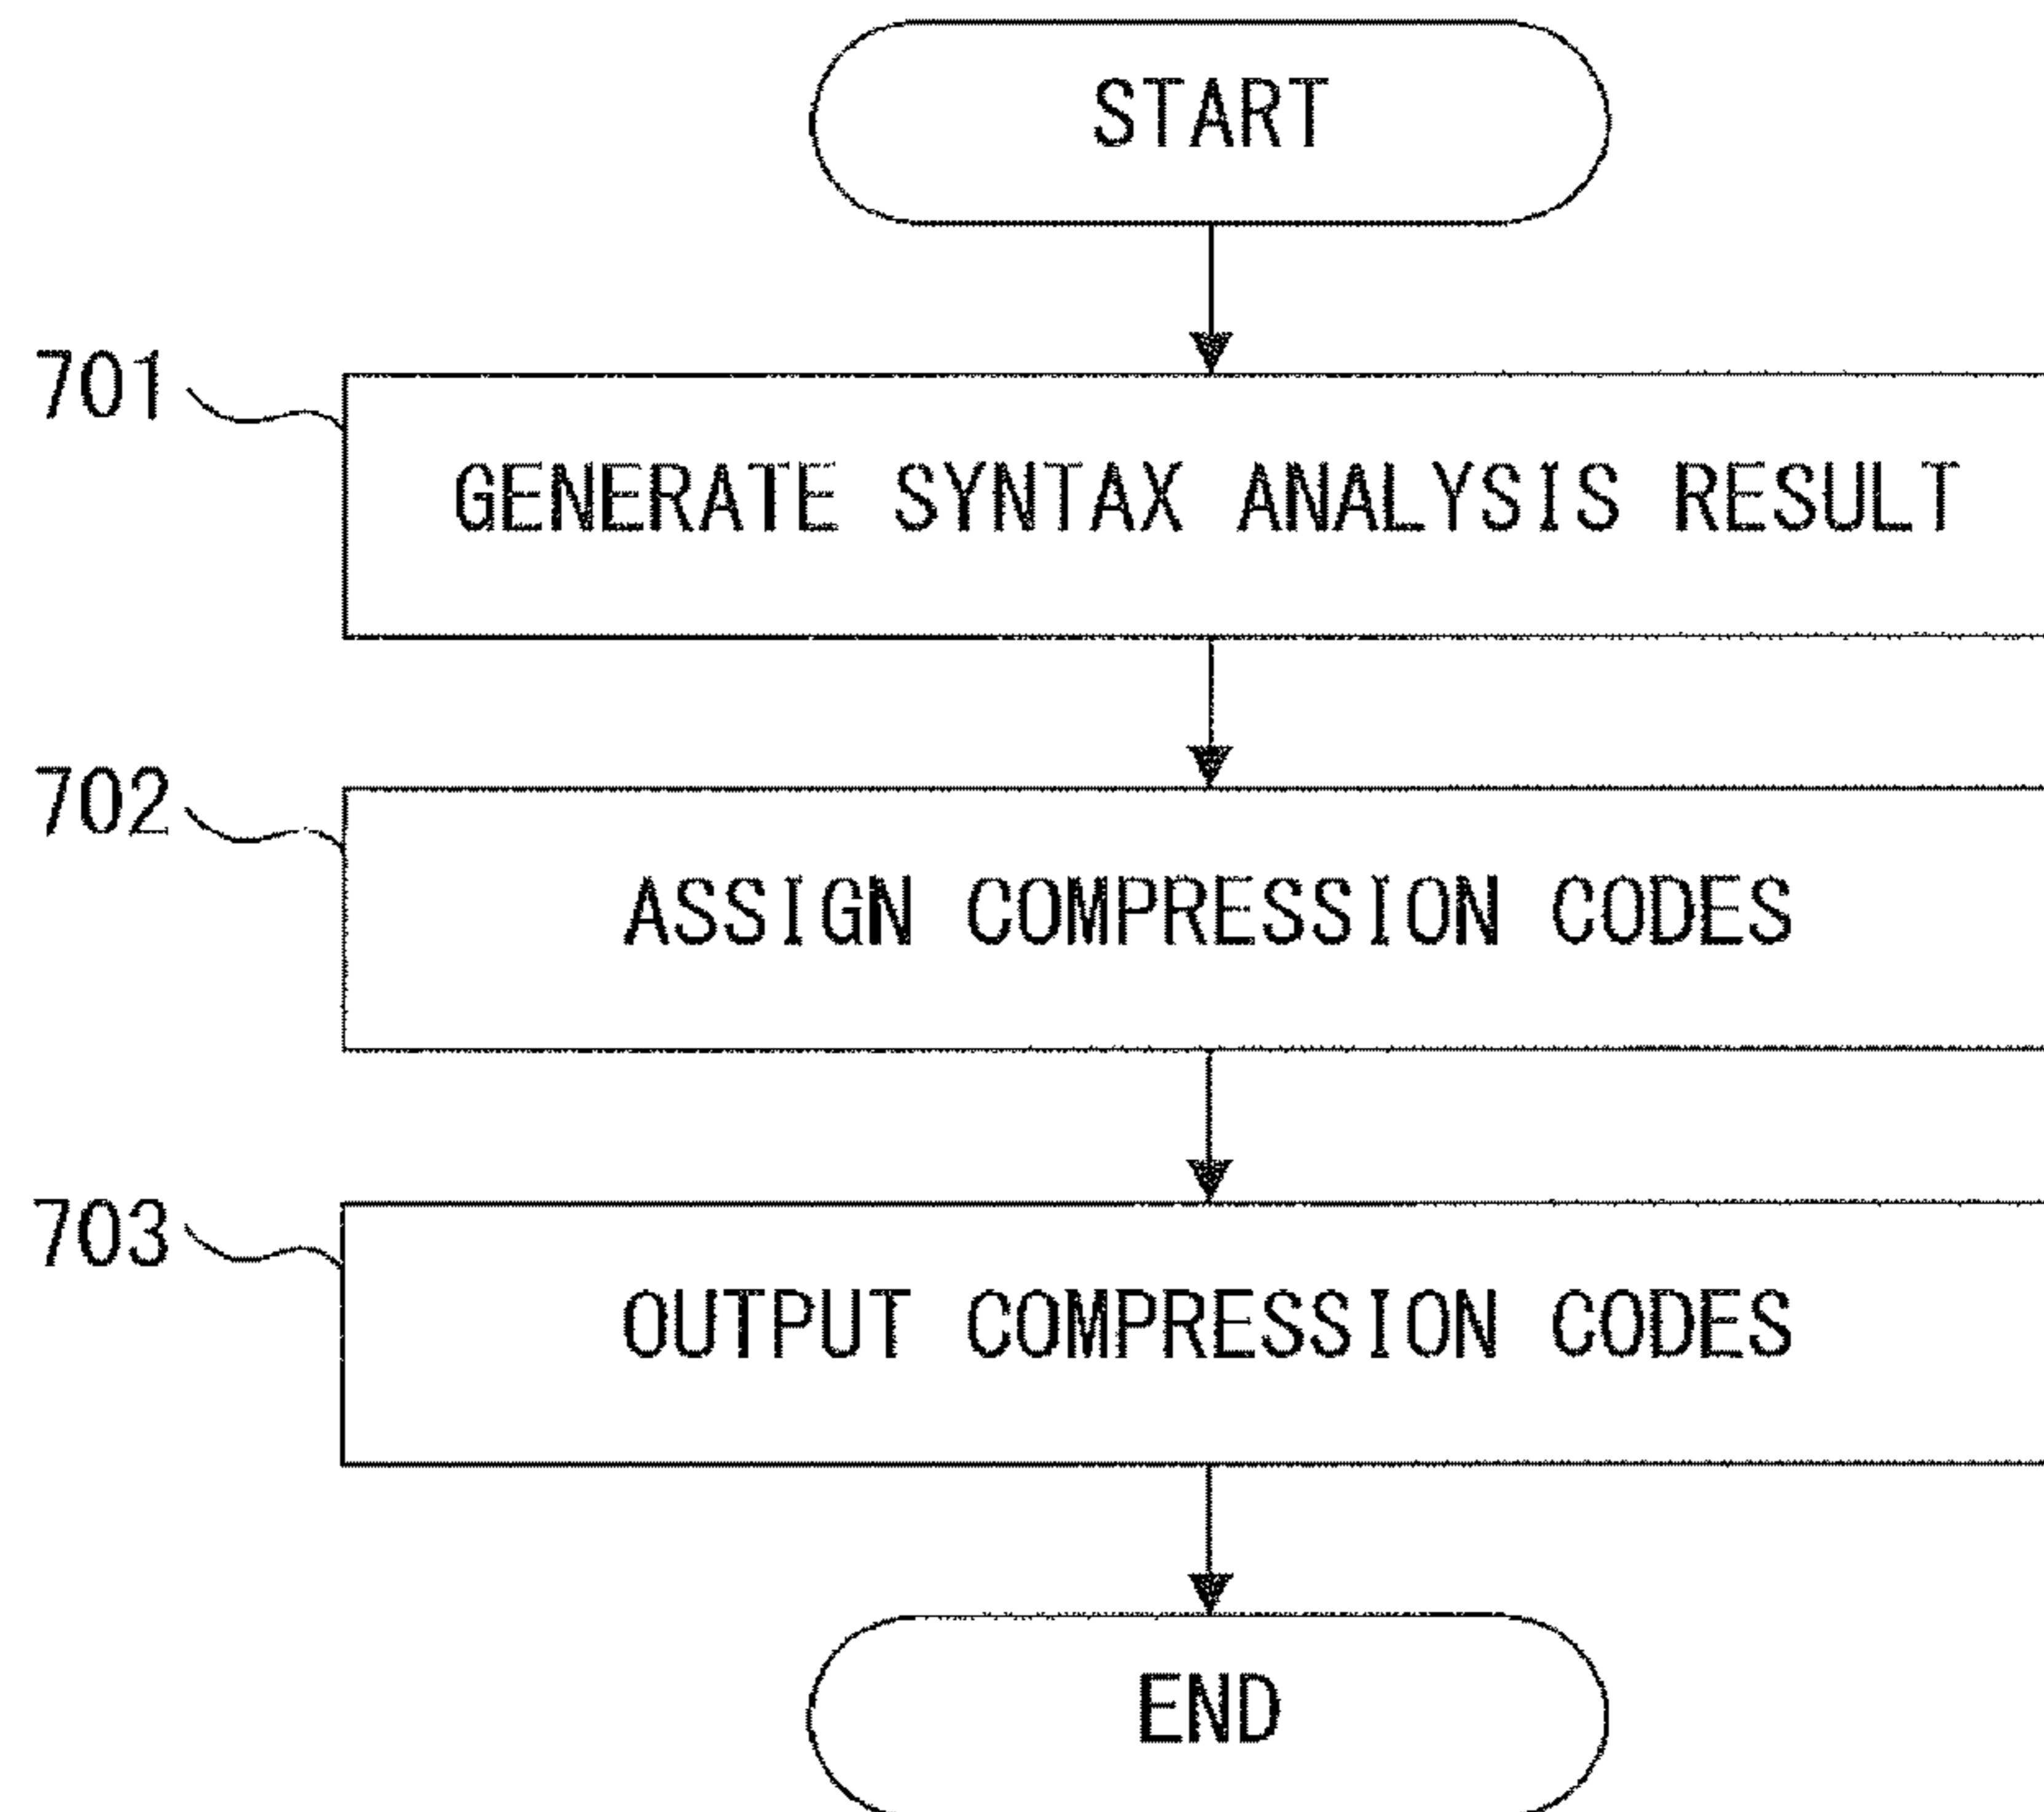 START
701
GENERATE SYNTAX ANALYSIS RESULT
702
ASSIGN COMPRESSION CODES
703
OUTPUT COMPRESSION CODES
END